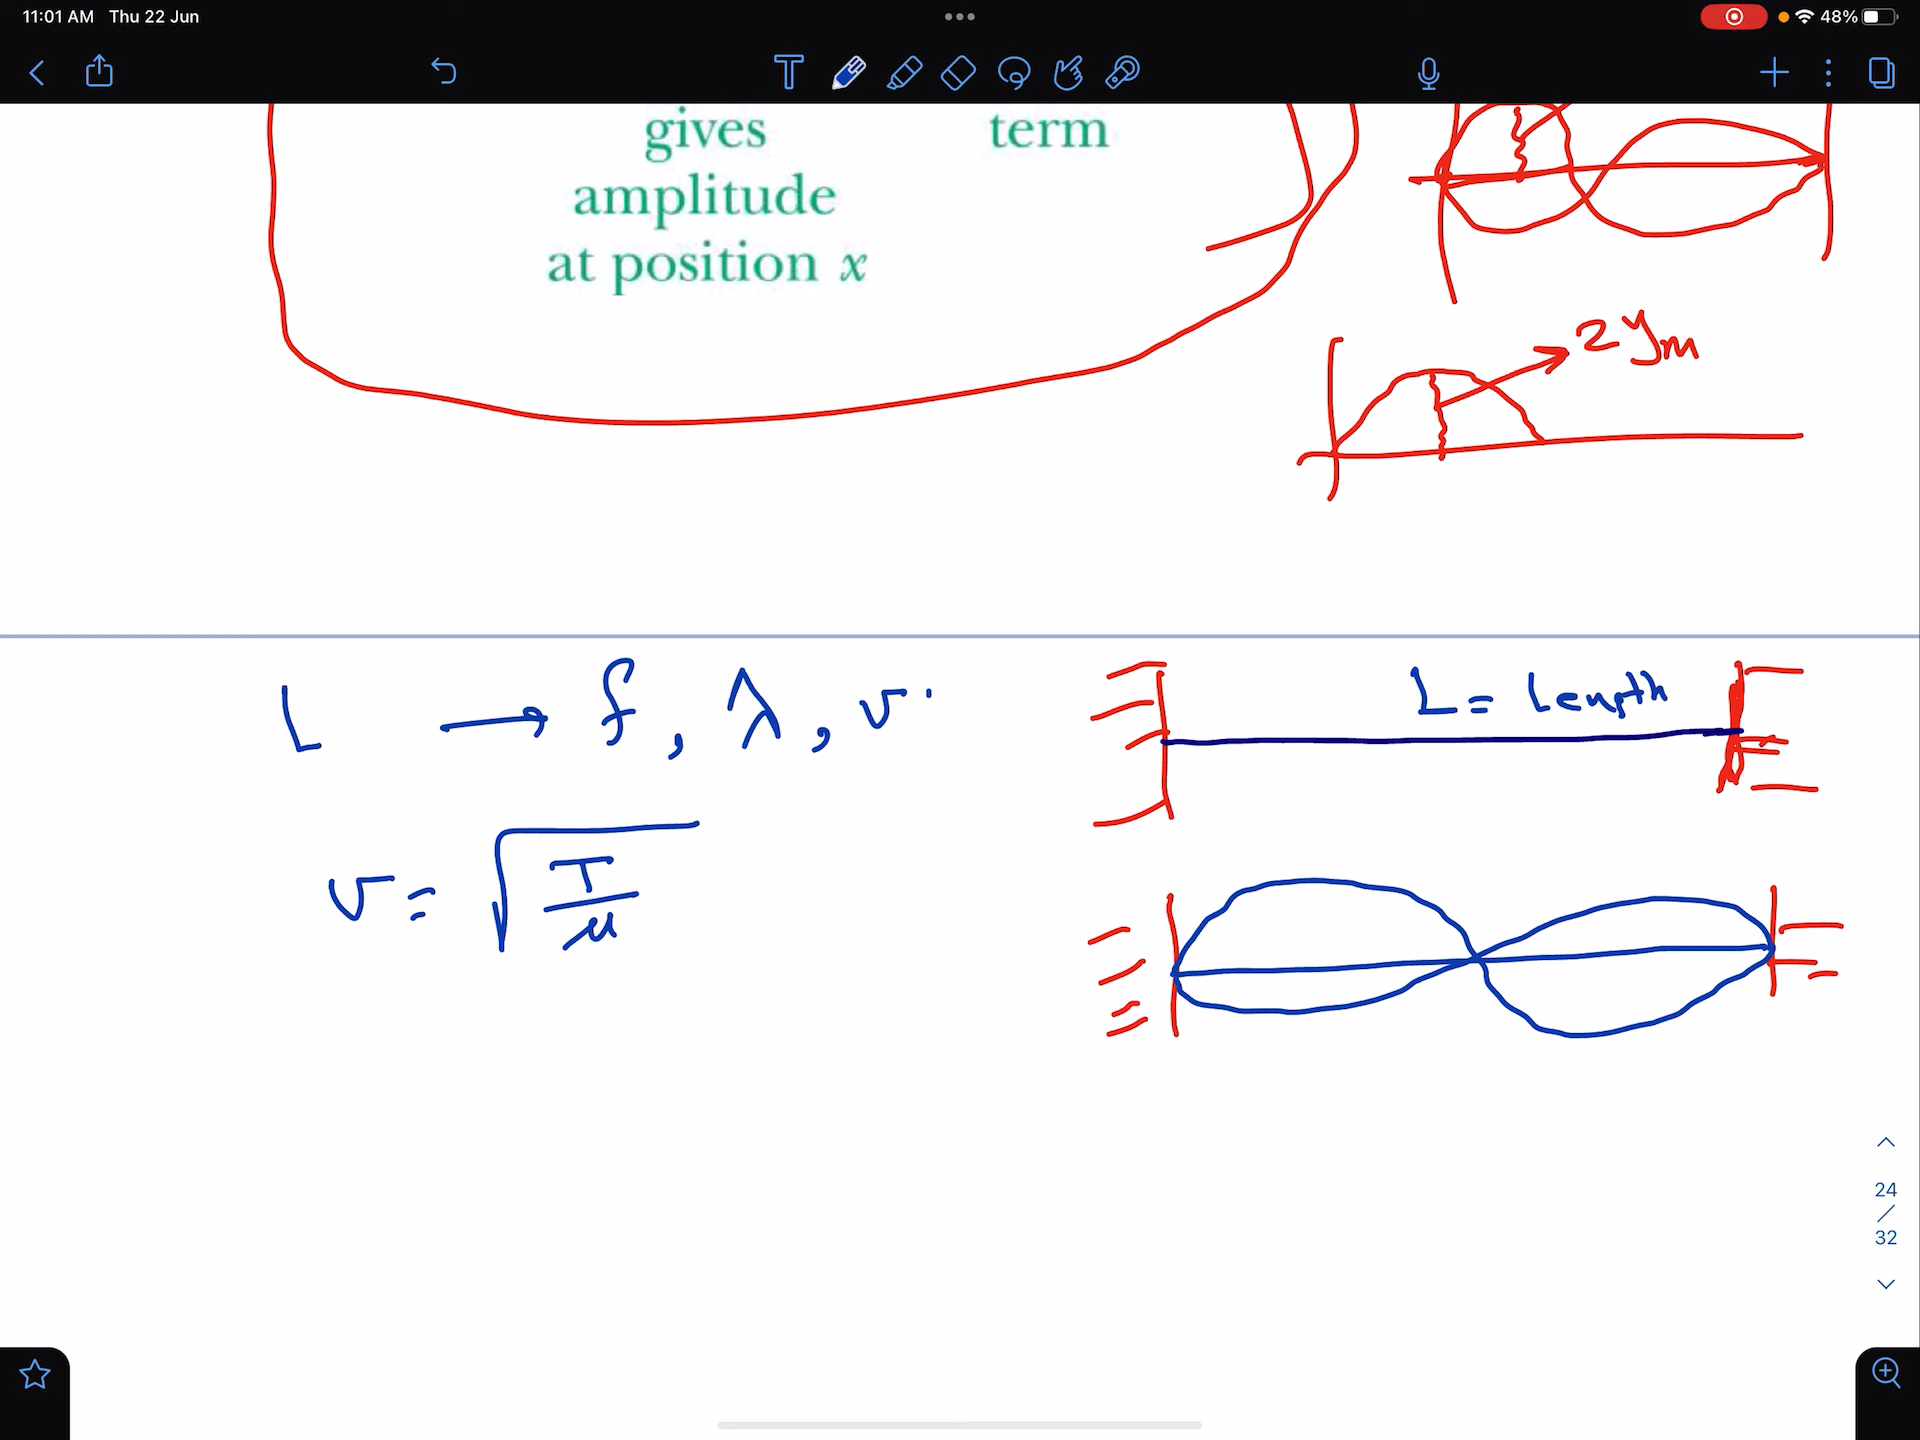 11:01 AM Thu 22 Jun
48%
T
gives term
amplitude
at position x
2ym
L → f, λ, v.
L = Length
v = √(T/μ)
24
/
32